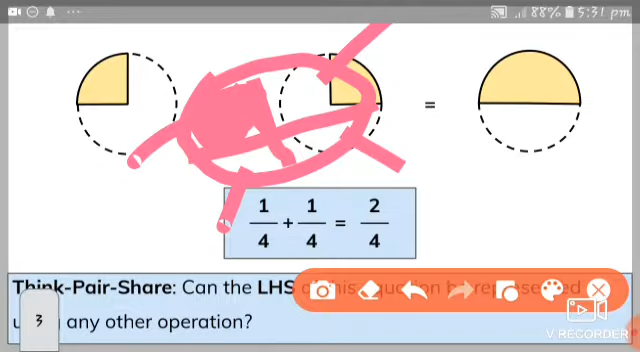 88% 5:31 pm
=
1/4 + 1/4 = 2/4
Think-Pair-Share: Can the LHS
any other operation?
3
V.RECORDER